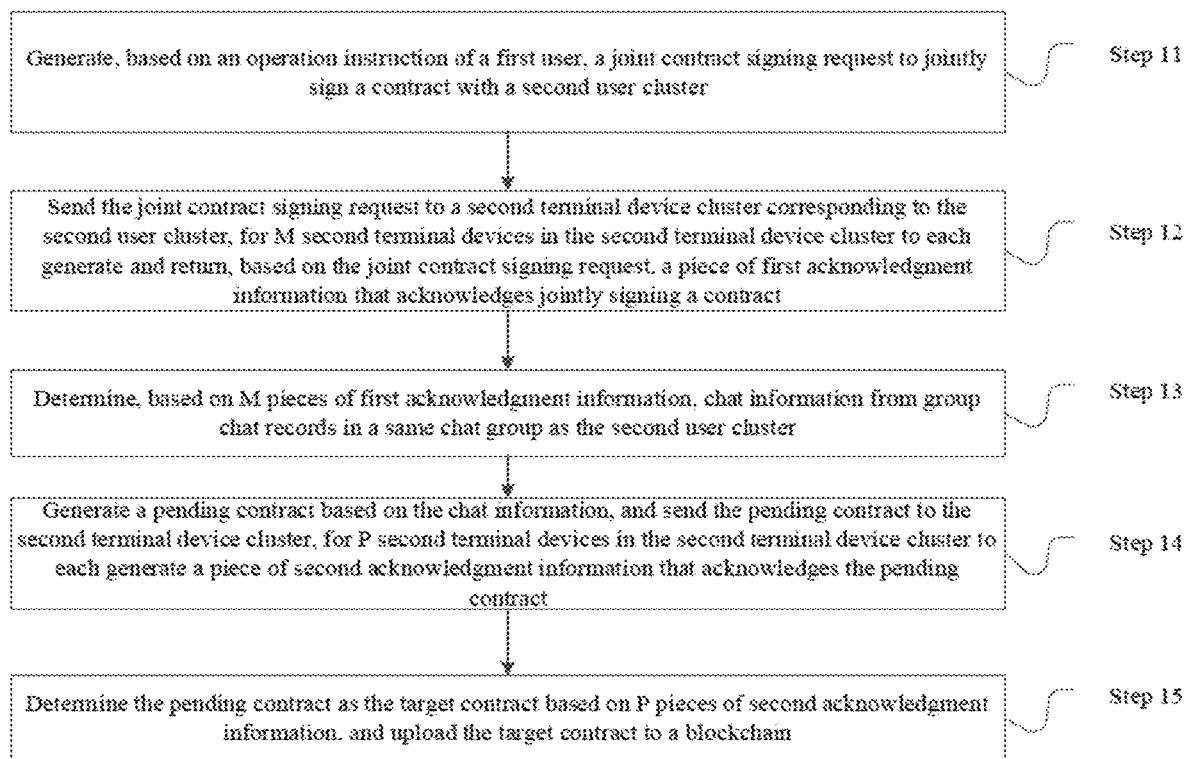 Generate, based on an operation instruction of a first user, a joint contract signing request to jointly
sign a contract with a second user cluster
Step 11
Send the joint contract signing request to a second terminal device cluster corresponding to the
second user cluster, for M second terminal devices in the second terminal device cluster to each
generate and return, based on the joint contract signing request, a piece of first acknowledgment
information that acknowledges jointly signing a contract
Step 12
Determine, based on M pieces of first acknowledgment information, chat information from group
chat records in a same chat group as the second user cluster
Step 13
Generate a pending contract based on the chat information, and send the pending contract to the
second terminal device cluster, for P second terminal devices in the second terminal device cluster to
each generate a piece of second acknowledgment information that acknowledges the pending
contract
Step 14
Determine the pending contract as the target contract based on P pieces of second acknowledgment
information, and upload the target contract to a blockchain
Step 15